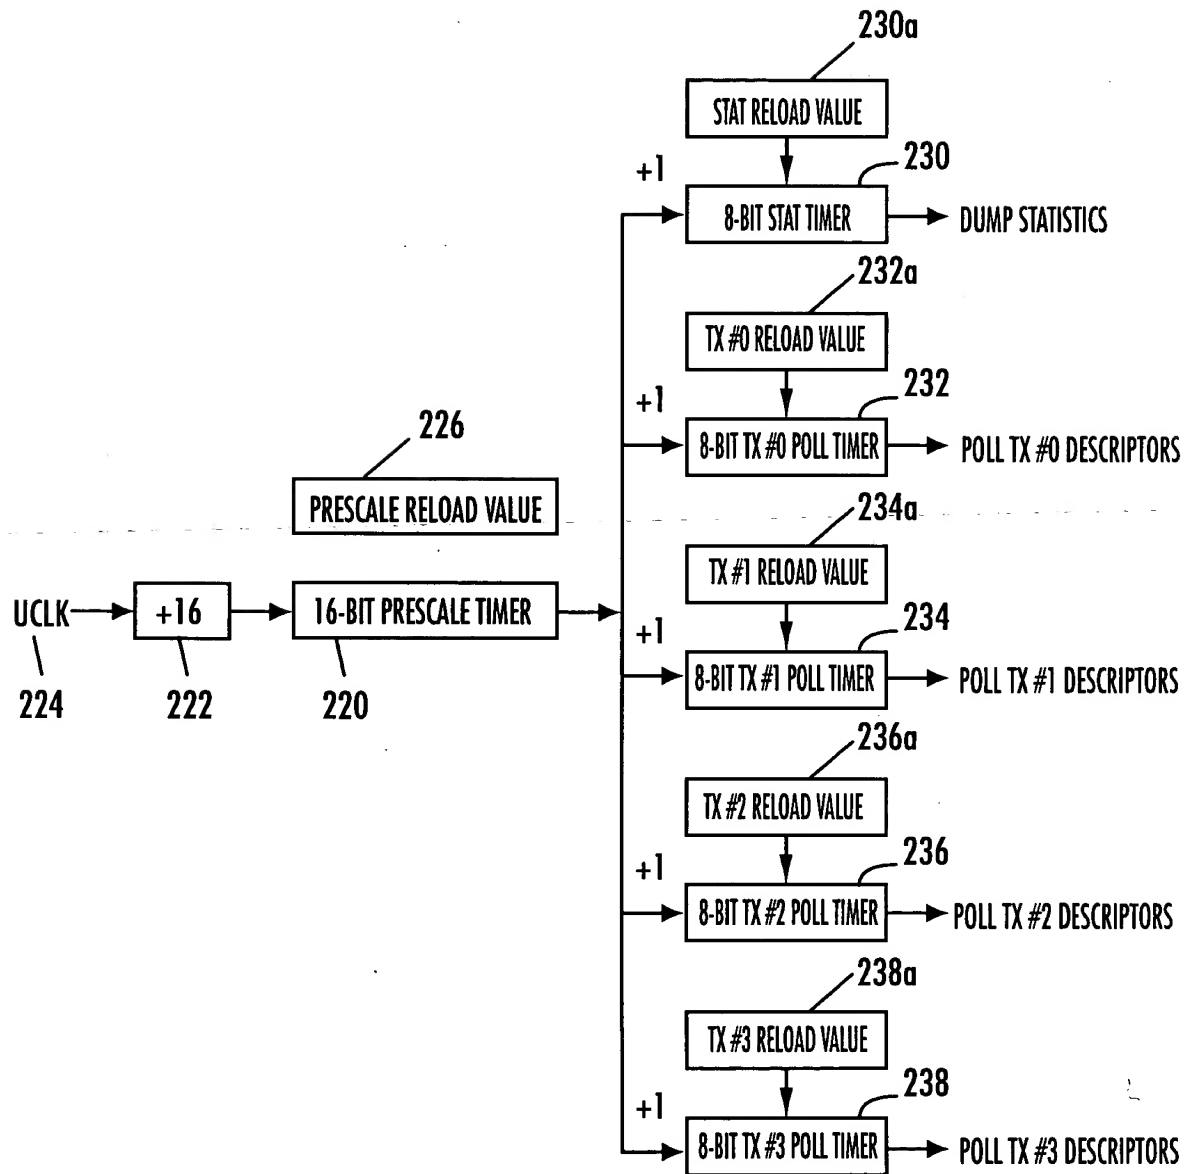 230a
STAT RELOAD VALUE
+1
230
8-BIT STAT TIMER
DUMP STATISTICS
232a
TX #0 RELOAD VALUE
+1
232
8-BIT TX #0 POLL TIMER
POLL TX #0 DESCRIPTORS
226
PRESCALE RELOAD VALUE
234a
TX #1 RELOAD VALUE
UCLK
+16
16-BIT PRESCALE TIMER
+1
234
8-BIT TX #1 POLL TIMER
POLL TX #1 DESCRIPTORS
224
222
220
236a
TX #2 RELOAD VALUE
+1
236
8-BIT TX #2 POLL TIMER
POLL TX #2 DESCRIPTORS
238a
TX #3 RELOAD VALUE
+1
238
8-BIT TX #3 POLL TIMER
POLL TX #3 DESCRIPTORS